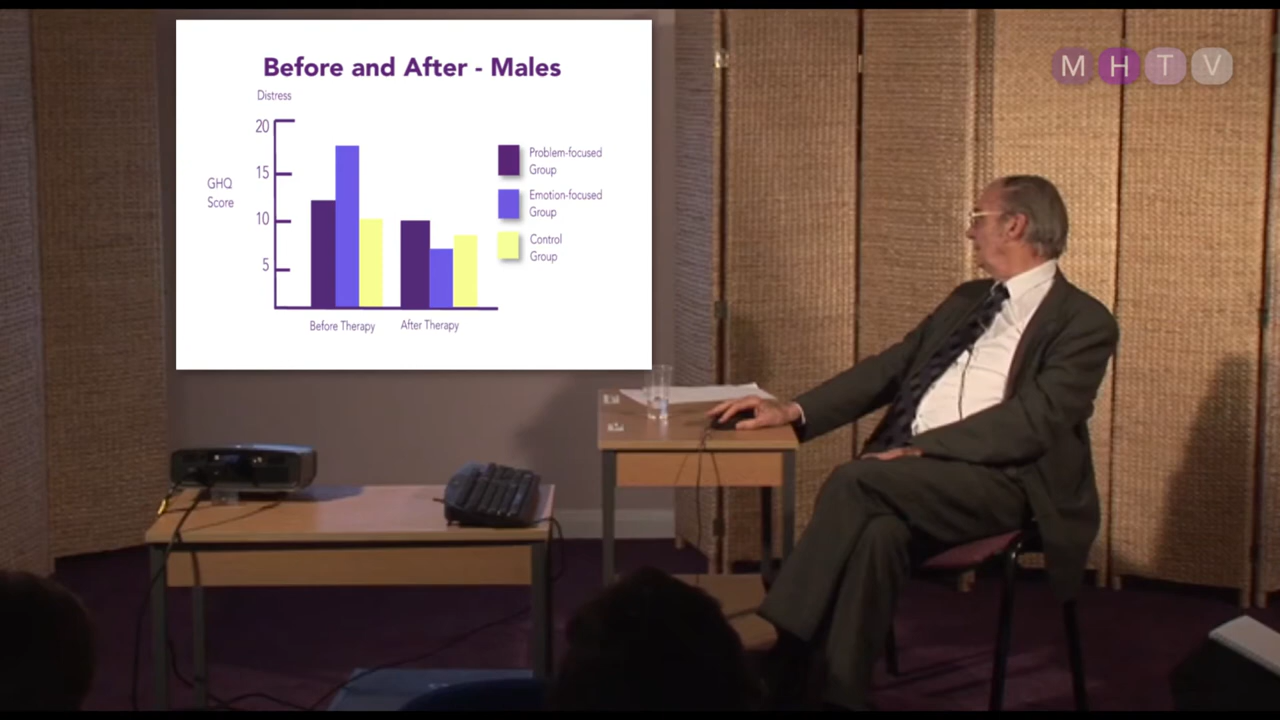 Before and After - Males
Distress
20
15
10
5
GHQ
Score
Problem-focused
Group
Emotion-focused
Group
Control
Group
Before Therapy
After Therapy
M H T V